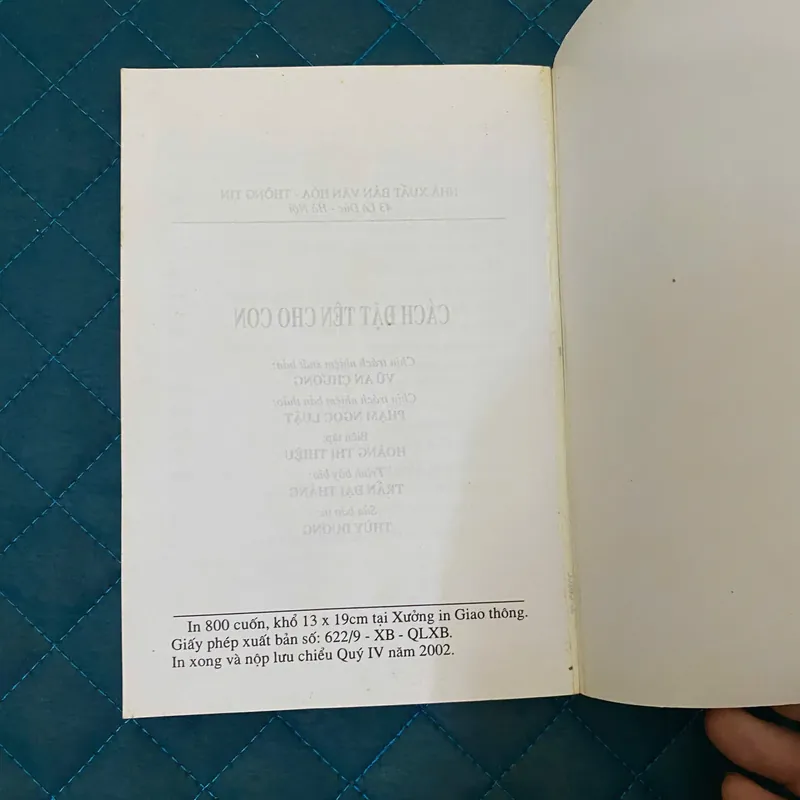 NHÀ XUẤT BẢN VĂN HÓA - THÔNG TIN
43 Lò Đúc - Hà Nội
CÁCH ĐẶT TÊN CHO CON
Chịu trách nhiệm xuất bản:
VŨ AN CHƯƠNG
Chịu trách nhiệm bản thảo:
PHẠM NGỌC LUẬT
Biên tập:
HOÀNG THỊ THIỆU
Trình bày bìa:
TRẦN ĐẠI THẮNG
Sửa bản in:
THÙY DƯƠNG
In 800 cuốn, khổ 13 x 19cm tại Xưởng in Giao thông.
Giấy phép xuất bản số: 622/9 - XB - QLXB.
In xong và nộp lưu chiểu Quý IV năm 2002.